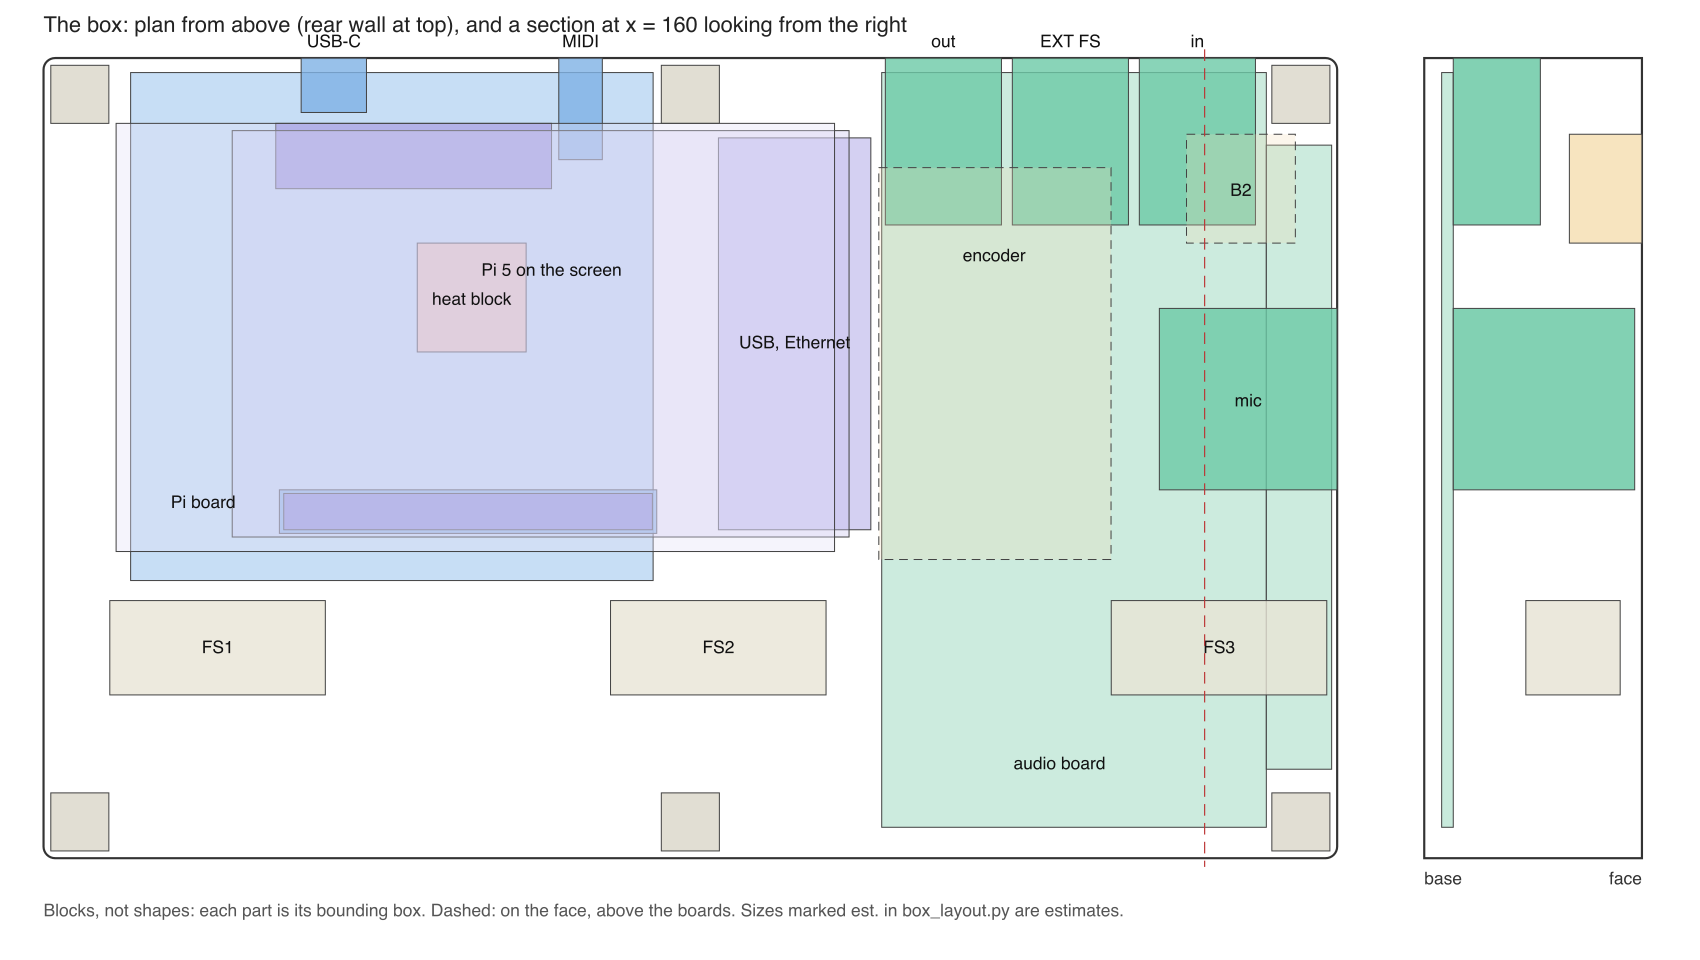 The box: plan from above (rear wall at top), and a section at x = 160 looking from the right
USB-C
MIDI
out
EXT FS
in
B2
encoder
Pi 5 on the screen
heat block
USB, Ethernet
mic
Pi board
FS1
FS2
FS3
audio board
base
face
Blocks, not shapes: each part is its bounding box. Dashed: on the face, above the boards. Sizes marked est. in box_layout.py are estimates.